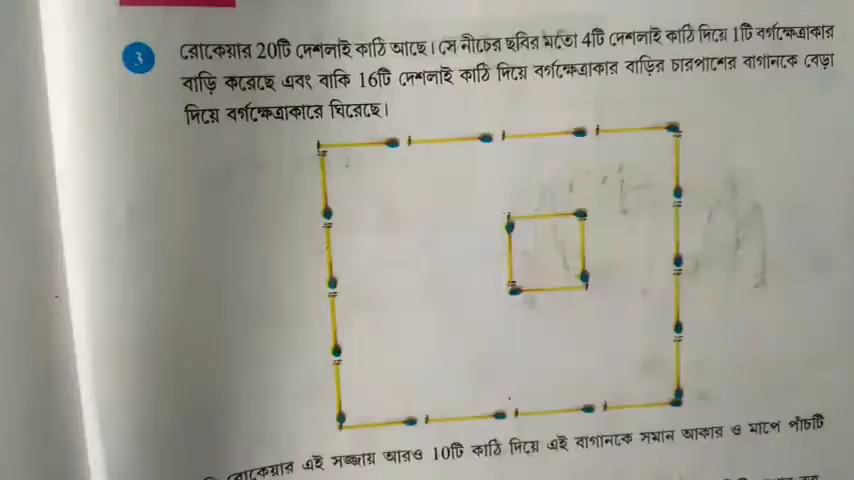 3 রোকেয়ার 20টি দেশলাই কাঠি আছে। সে নীচের ছবির মতো 4টি দেশলাই কাঠি দিয়ে 1টি বর্গক্ষেত্রাকার
বাড়ি করেছে এবং বাকি 16টি দেশলাই কাঠি দিয়ে বর্গক্ষেত্রাকার বাড়ির চারপাশের বাগানকে বেড়া
দিয়ে বর্গক্ষেত্রাকারে ঘিরেছে।
রোকেয়ার এই সজ্জায় আরও 10টি কাঠি দিয়ে এই বাগানকে সমান আকার ও মাপে পাঁচটি